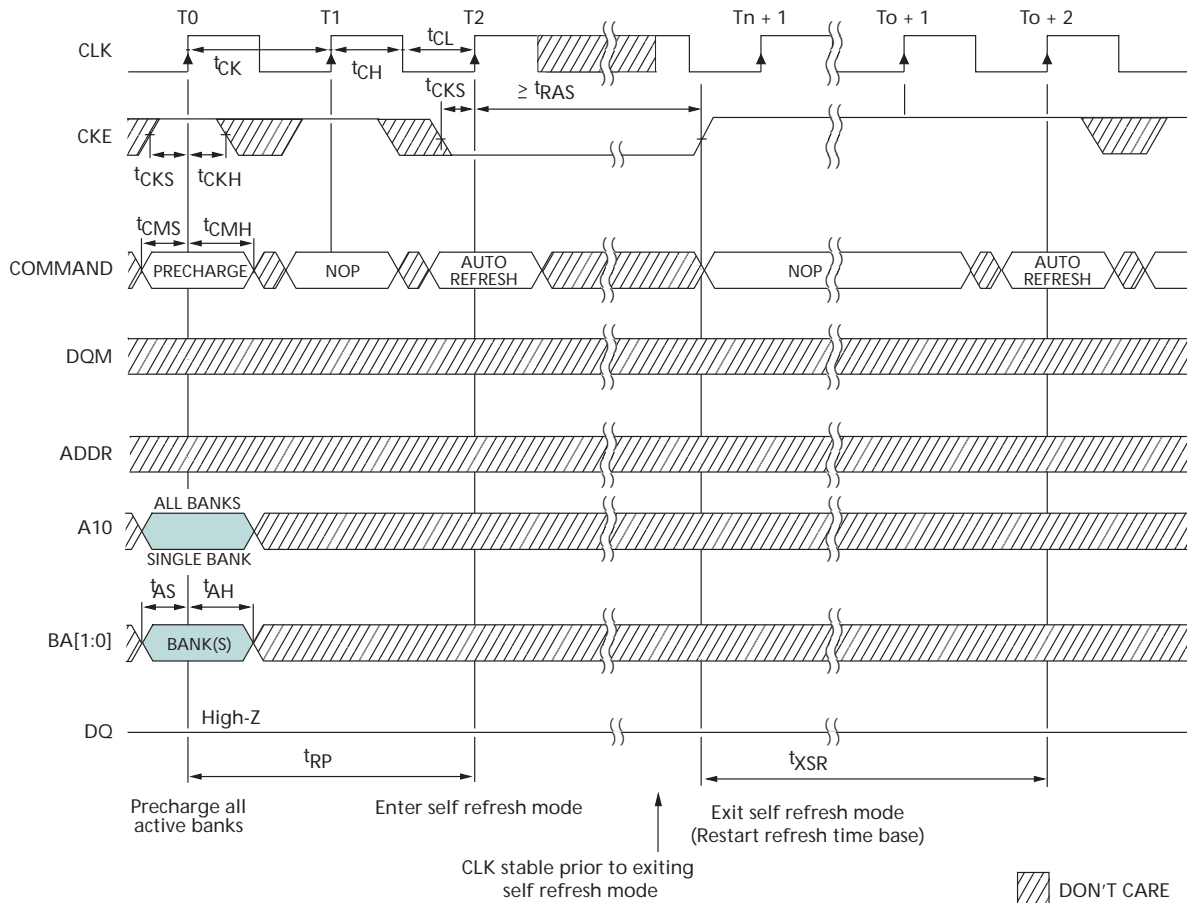 T0 T1 T2 Tn + 1 To + 1 To + 2
CLK
tCK tCH tCL
tCKS ≥ tRAS
CKE
tCKS tCKH
tCMS tCMH
COMMAND PRECHARGE NOP AUTO REFRESH NOP AUTO REFRESH
DQM
ADDR
ALL BANKS
A10
SINGLE BANK
tAS tAH
BA[1:0] BANK(S)
High-Z
DQ
tRP tXSR
Precharge all
active banks
Enter self refresh mode
Exit self refresh mode
(Restart refresh time base)
CLK stable prior to exiting
self refresh mode
DON'T CARE